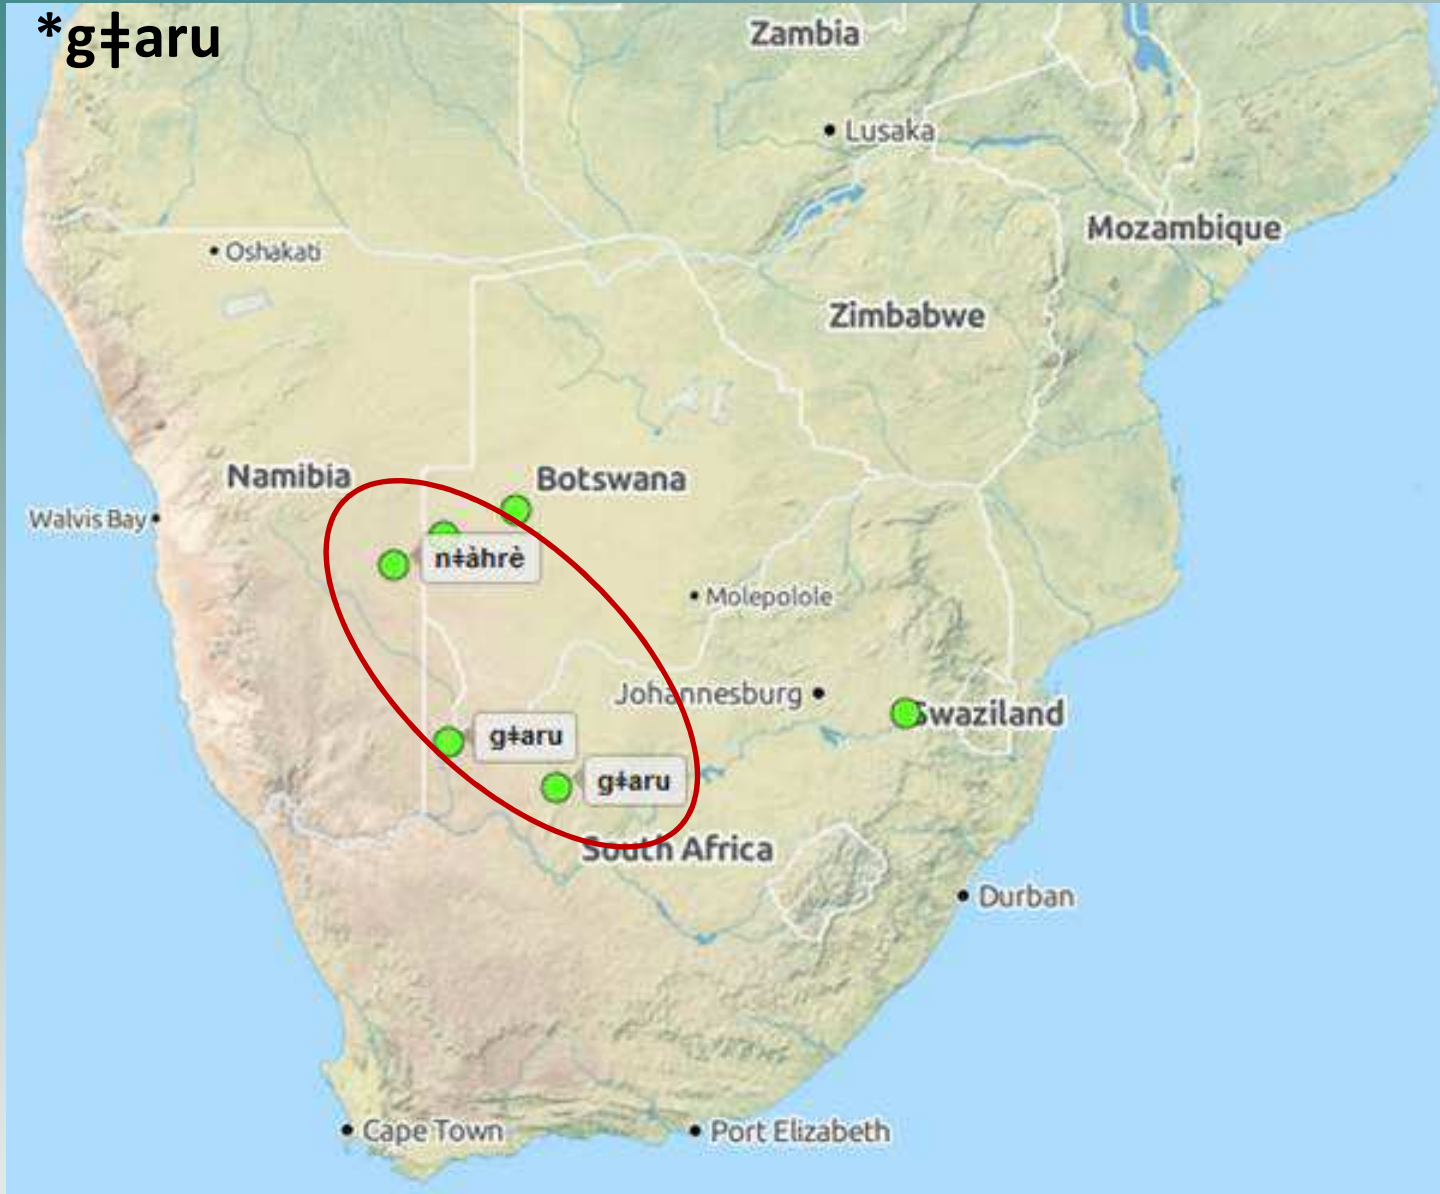 *gǂaru
Zambia
Lusaka
Mozambique
Oshakati
Zimbabwe
Namibia
Botswana
Walvis Bay
nǂàhrè
Molepolole
Johannesburg
Swaziland
gǂaru
gǂaru
South Africa
Durban
Cape Town
Port Elizabeth